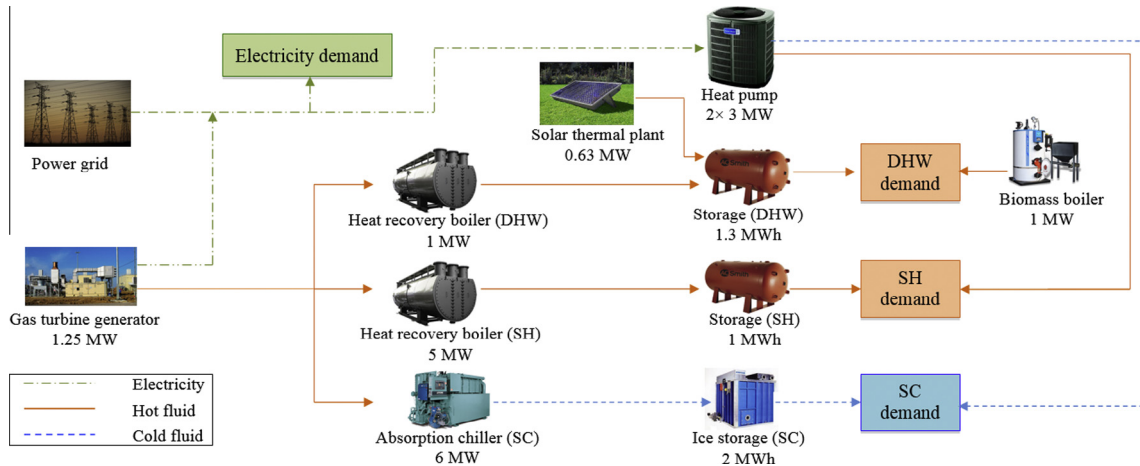 Electricity demand
Heat pump
2× 3 MW
Solar thermal plant
0.63 MW
Power grid
DHW
demand
Heat recovery boiler (DHW)
1 MW
Storage (DHW)
1.3 MWh
Biomass boiler
1 MW
Gas turbine generator
1.25 MW
SH
demand
Heat recovery boiler (SH)
5 MW
Storage (SH)
1 MWh
Electricity
Hot fluid
Cold fluid
SC
demand
Absorption chiller (SC)
6 MW
Ice storage (SC)
2 MWh